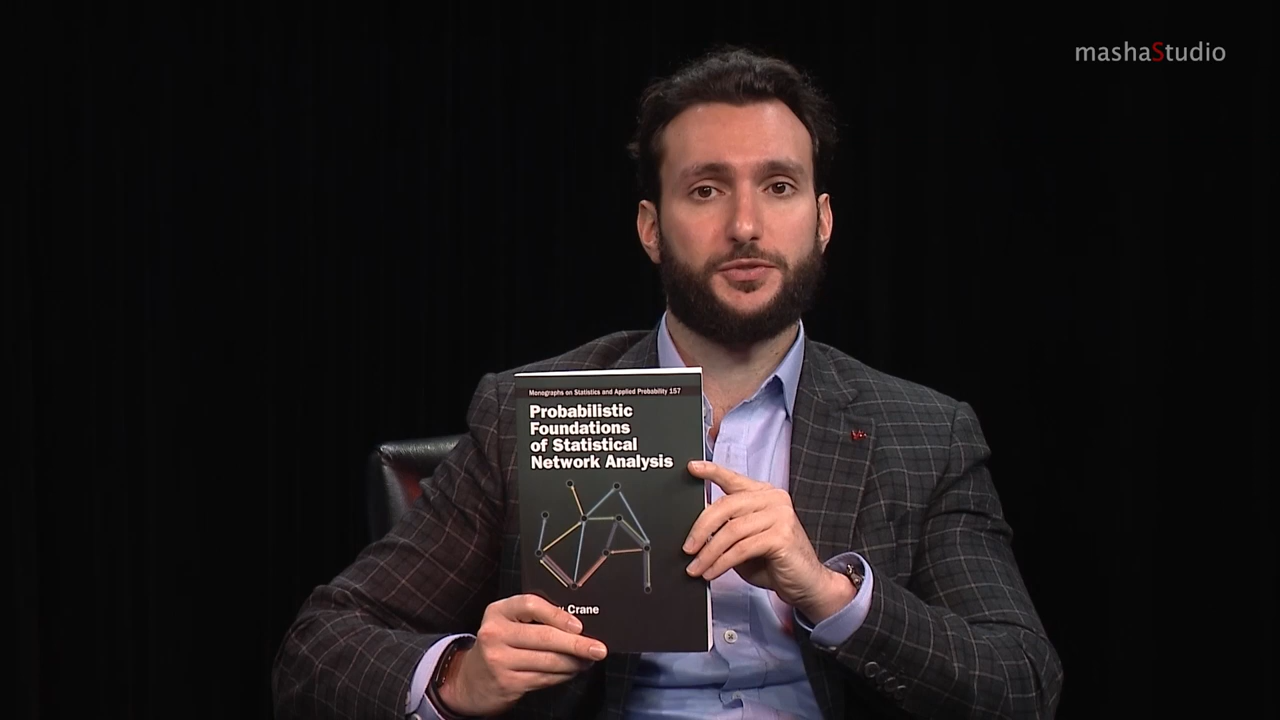 mashaStudio
Monographs on Statistics and Applied Probability 157
Probabilistic
Foundations
of Statistical
Network Analysis
Crane